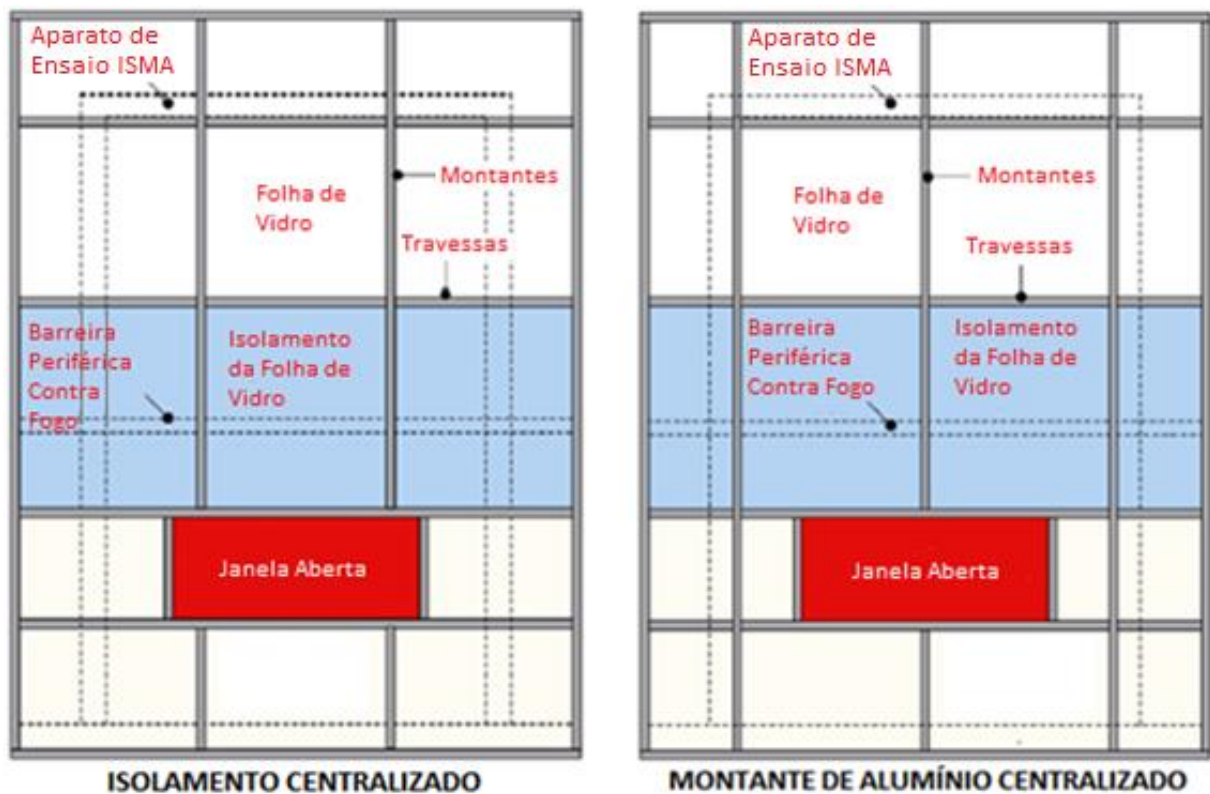 Aparato de
Ensaio ISMA
Montantes
Folha de
Vidro
Travessas
Barreira
Periférica
Contra
Fogo
Isolamento
da Folha de
Vidro
Janela Aberta
ISOLAMENTO CENTRALIZADO
Aparato de
Ensaio ISMA
Montantes
Folha de
Vidro
Travessas
Barreira
Periférica
Contra Fogo
Isolamento
da Folha de
Vidro
Janela Aberta
MONTANTE DE ALUMÍNIO CENTRALIZADO